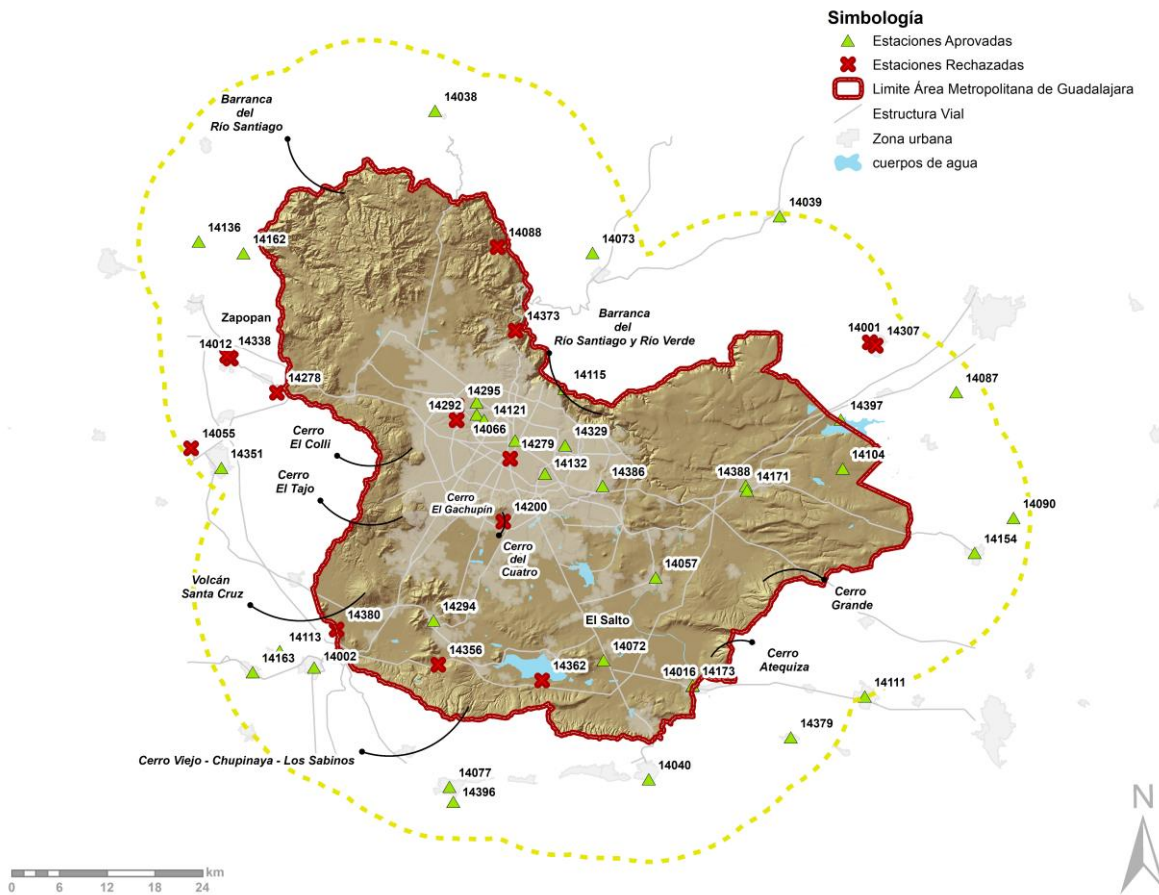 Simbología
Estaciones Aprovadas
Estaciones Rechazadas
Limite Área Metropolitana de Guadalajara
Estructura Vial
Zona urbana
cuerpos de agua
14038
Barranca
del
Río Santiago
14039
14136
14162
14088
14073
Zapopan
14012
14338
14373
Barranca
del
Río Santiago y Río Verde
14001
14307
14278
14115
14087
14295
14292
14121
14066
14397
Cerro
El Colli
14279
14329
14055
14351
14132
14386
14388
14171
14104
Cerro
El Tajo
Cerro
El Gachupín
14200
14090
14154
Cerro
del
Cuatro
14057
Volcán
Santa Cruz
Cerro
Grande
14294
El Salto
14380
14113
14163
14002
14356
14362
14072
14016
14173
Cerro
Atequiza
14111
14379
Cerro Viejo - Chupinaya - Los Sabinos
14077
14396
14040
N
km
0
6
12
18
24